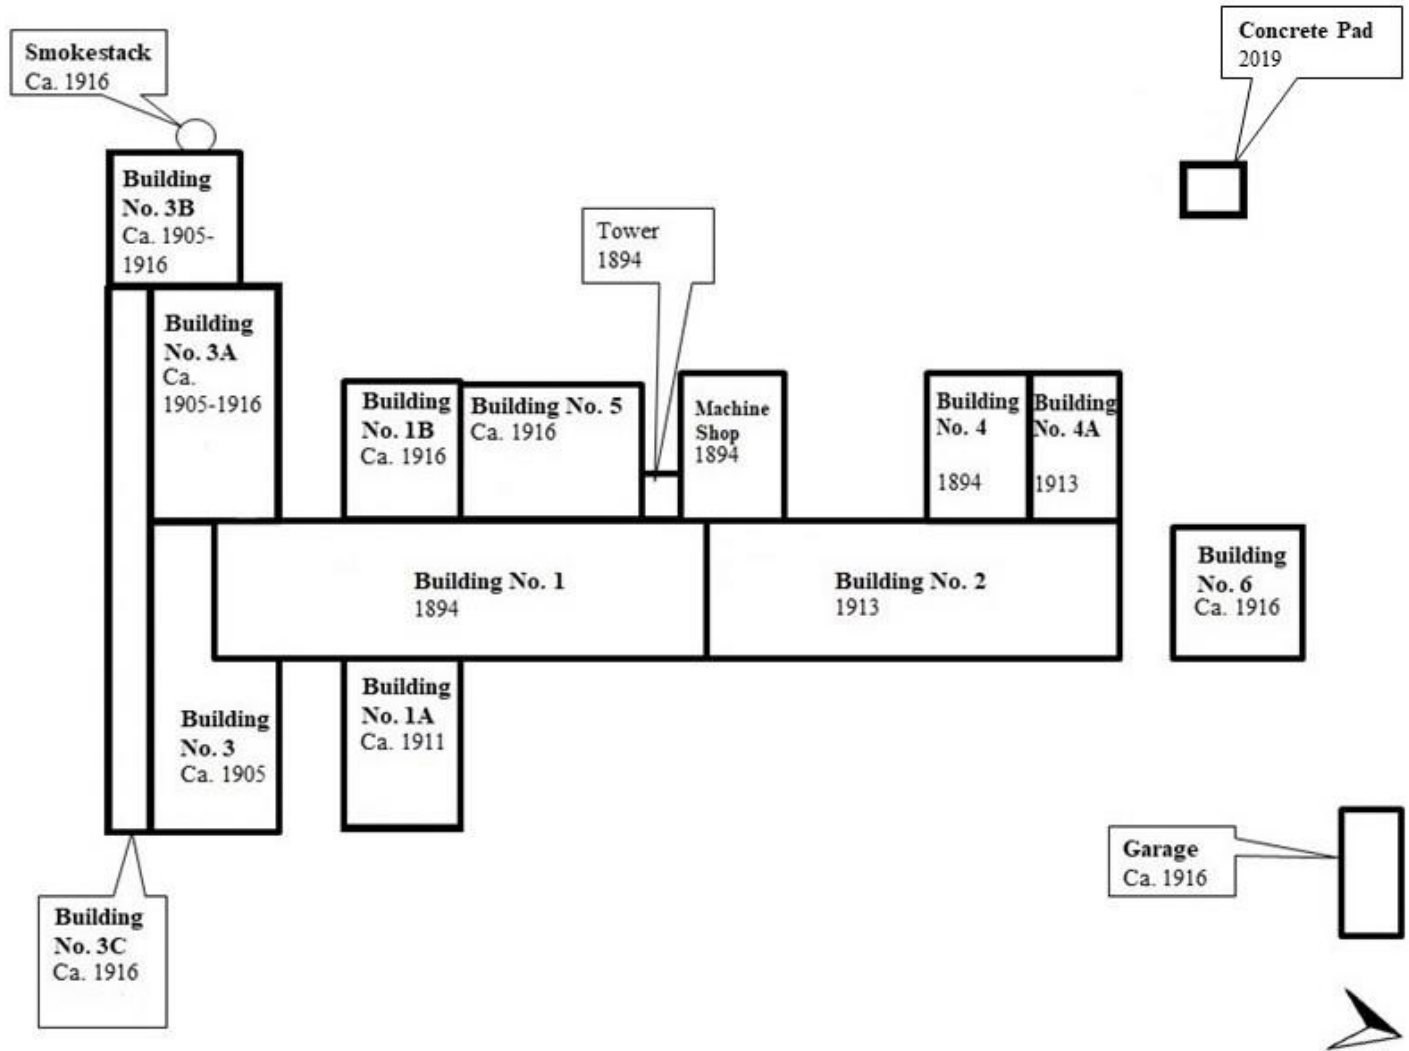 Smokestack
Ca. 1916
Concrete Pad
2019
Building
No. 3B
Ca. 1905-
1916
Tower
1894
Building
No. 3A
Ca.
1905-1916
Building
No. 1B
Ca. 1916
Building No. 5
Ca. 1916
Machine
Shop
1894
Building
No. 4
1894
Building
No. 4A
1913
Building No. 1
1894
Building No. 2
1913
Building
No. 6
Ca. 1916
Building
No. 3
Ca. 1905
Building
No. 1A
Ca. 1911
Garage
Ca. 1916
Building
No. 3C
Ca. 1916